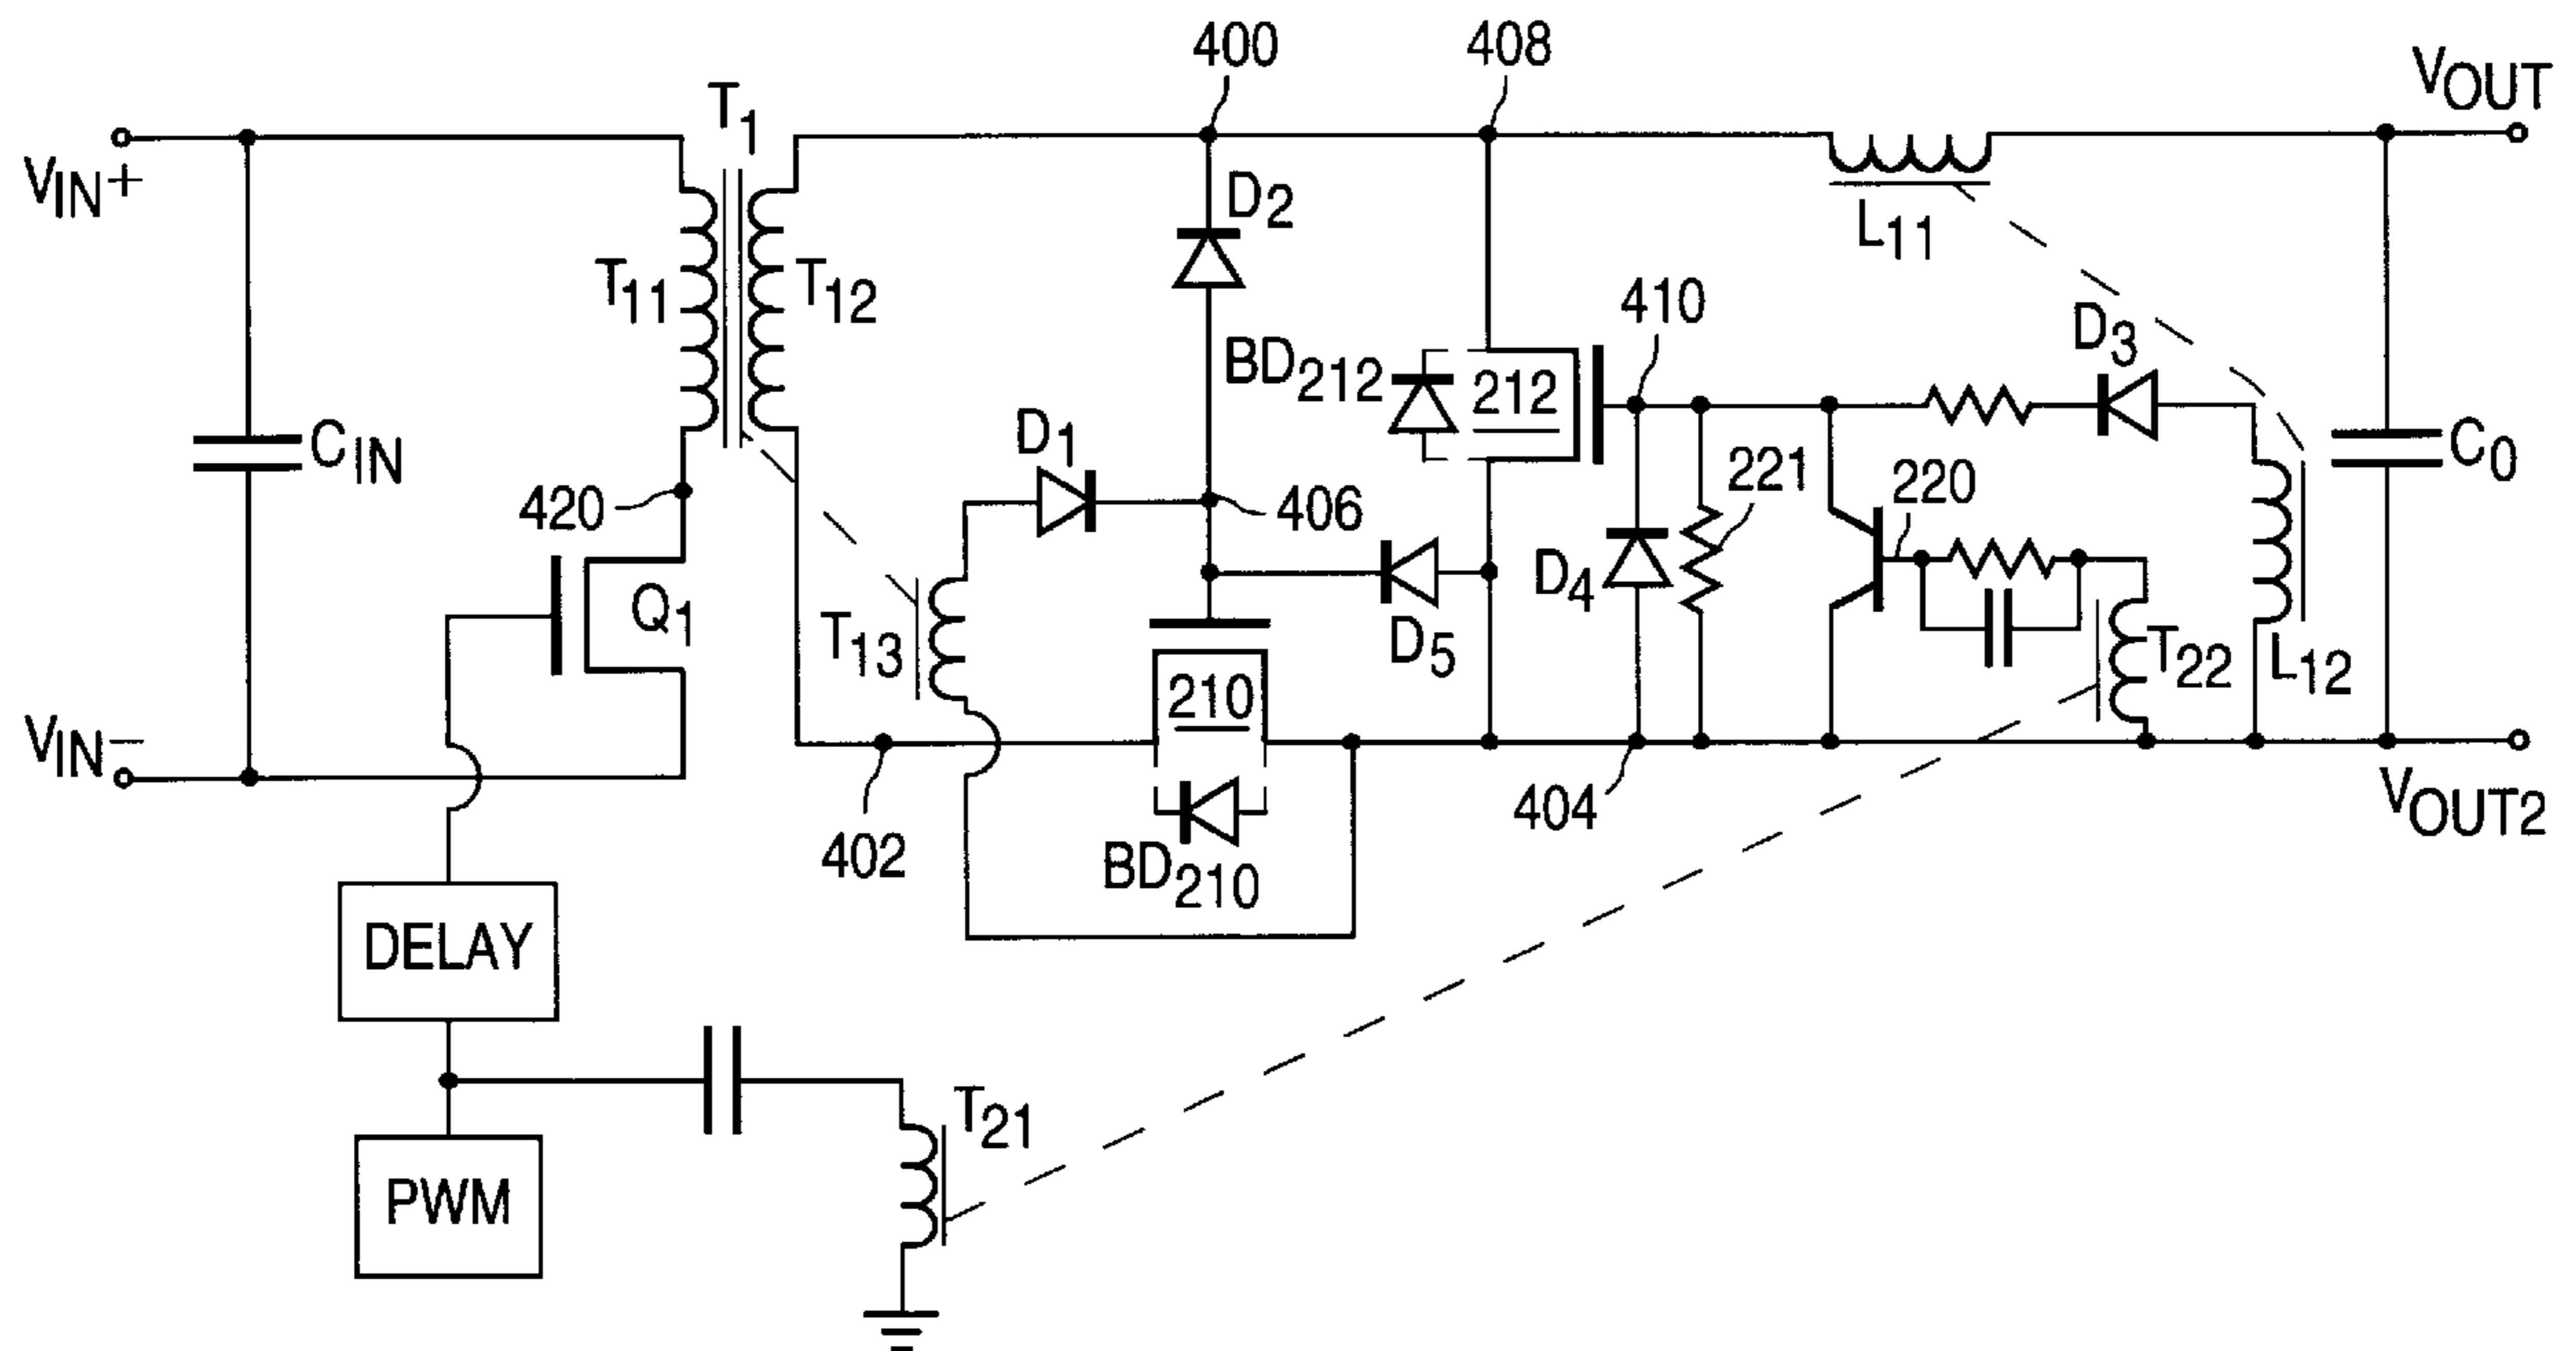 400
408
VOUT
T1
VIN+
D2
L11
T11
T12
410
D3
BD212
212
D1
CIN
C0
420
406
221
220
Q1
D4
T13
D5
T22
L12
210
VIN−
404
VOUT2
402
BD210
DELAY
T21
PWM